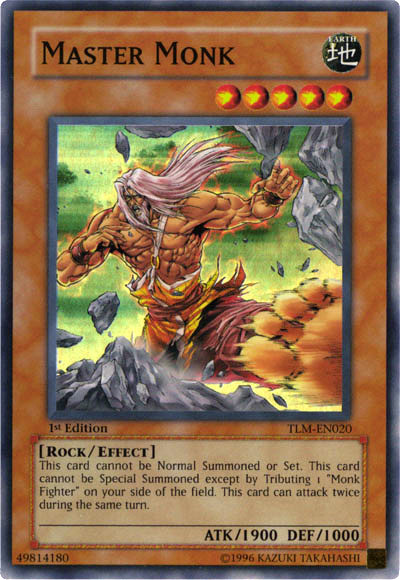 MASTER MONK
EARTH
地
1st Edition
TLM-EN020
[ROCK/EFFECT]
This card cannot be Normal Summoned or Set. This card
cannot be Special Summoned except by Tributing 1 "Monk
Fighter" on your side of the field. This card can attack twice
during the same turn.
ATK/1900 DEF/1000
49814180
©1996 KAZUKI TAKAHASHI